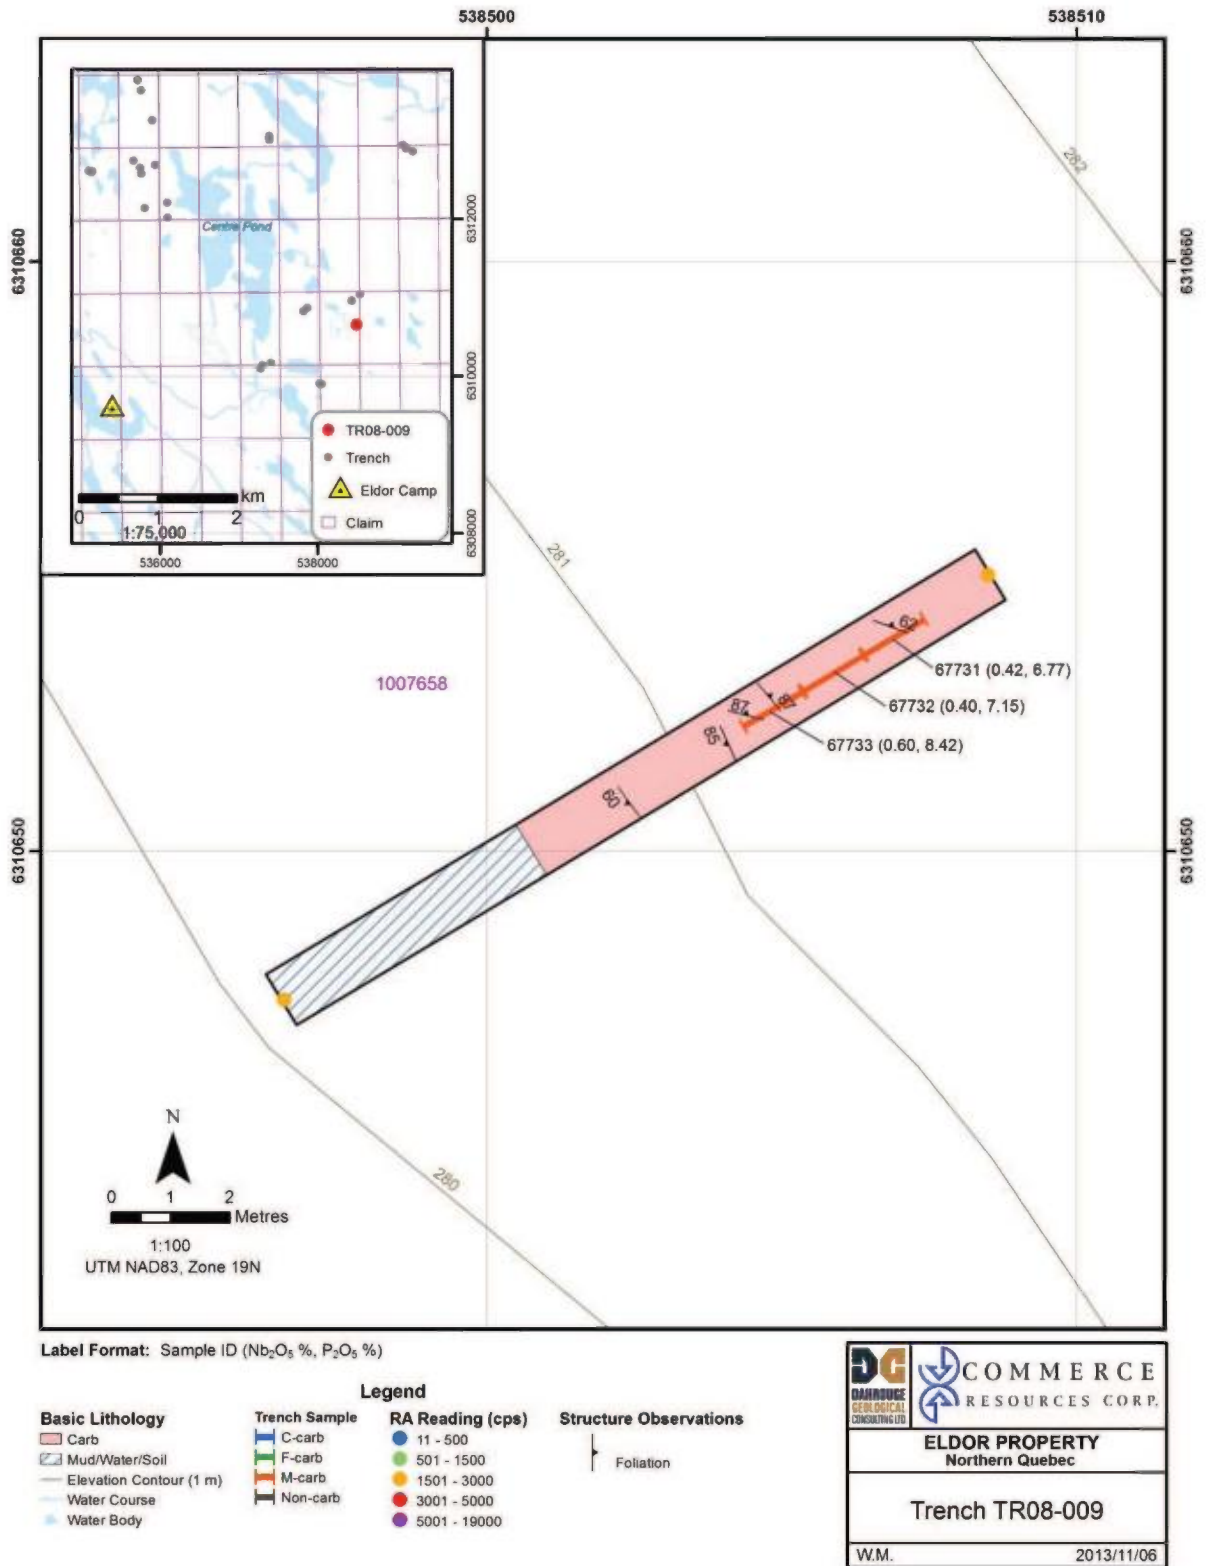 538500
538510
6310660
6310650
6310660
6310650
282
281
280
Centre Pond
6312000
6310000
6308000
536000
538000
TR08-009
Trench
Eldor Camp
Claim
km
0 1 2
1:75,000
1007658
62
87
87
85
60
67731 (0.42, 6.77)
67732 (0.40, 7.15)
67733 (0.60, 8.42)
N
0 1 2
Metres
1:100
UTM NAD83, Zone 19N
Label Format: Sample ID (Nb₂O₅ %, P₂O₅ %)
Legend
Basic Lithology
Carb
Mud/Water/Soil
Elevation Contour (1 m)
Water Course
Water Body
Trench Sample
C-carb
F-carb
M-carb
Non-carb
RA Reading (cps)
11 - 500
501 - 1500
1501 - 3000
3001 - 5000
5001 - 19000
Structure Observations
Foliation
DG
DAHROUGE
GEOLOGICAL
CONSULTING LTD
COMMERCE
RESOURCES CORP.
ELDOR PROPERTY
Northern Quebec
Trench TR08-009
W.M. 2013/11/06